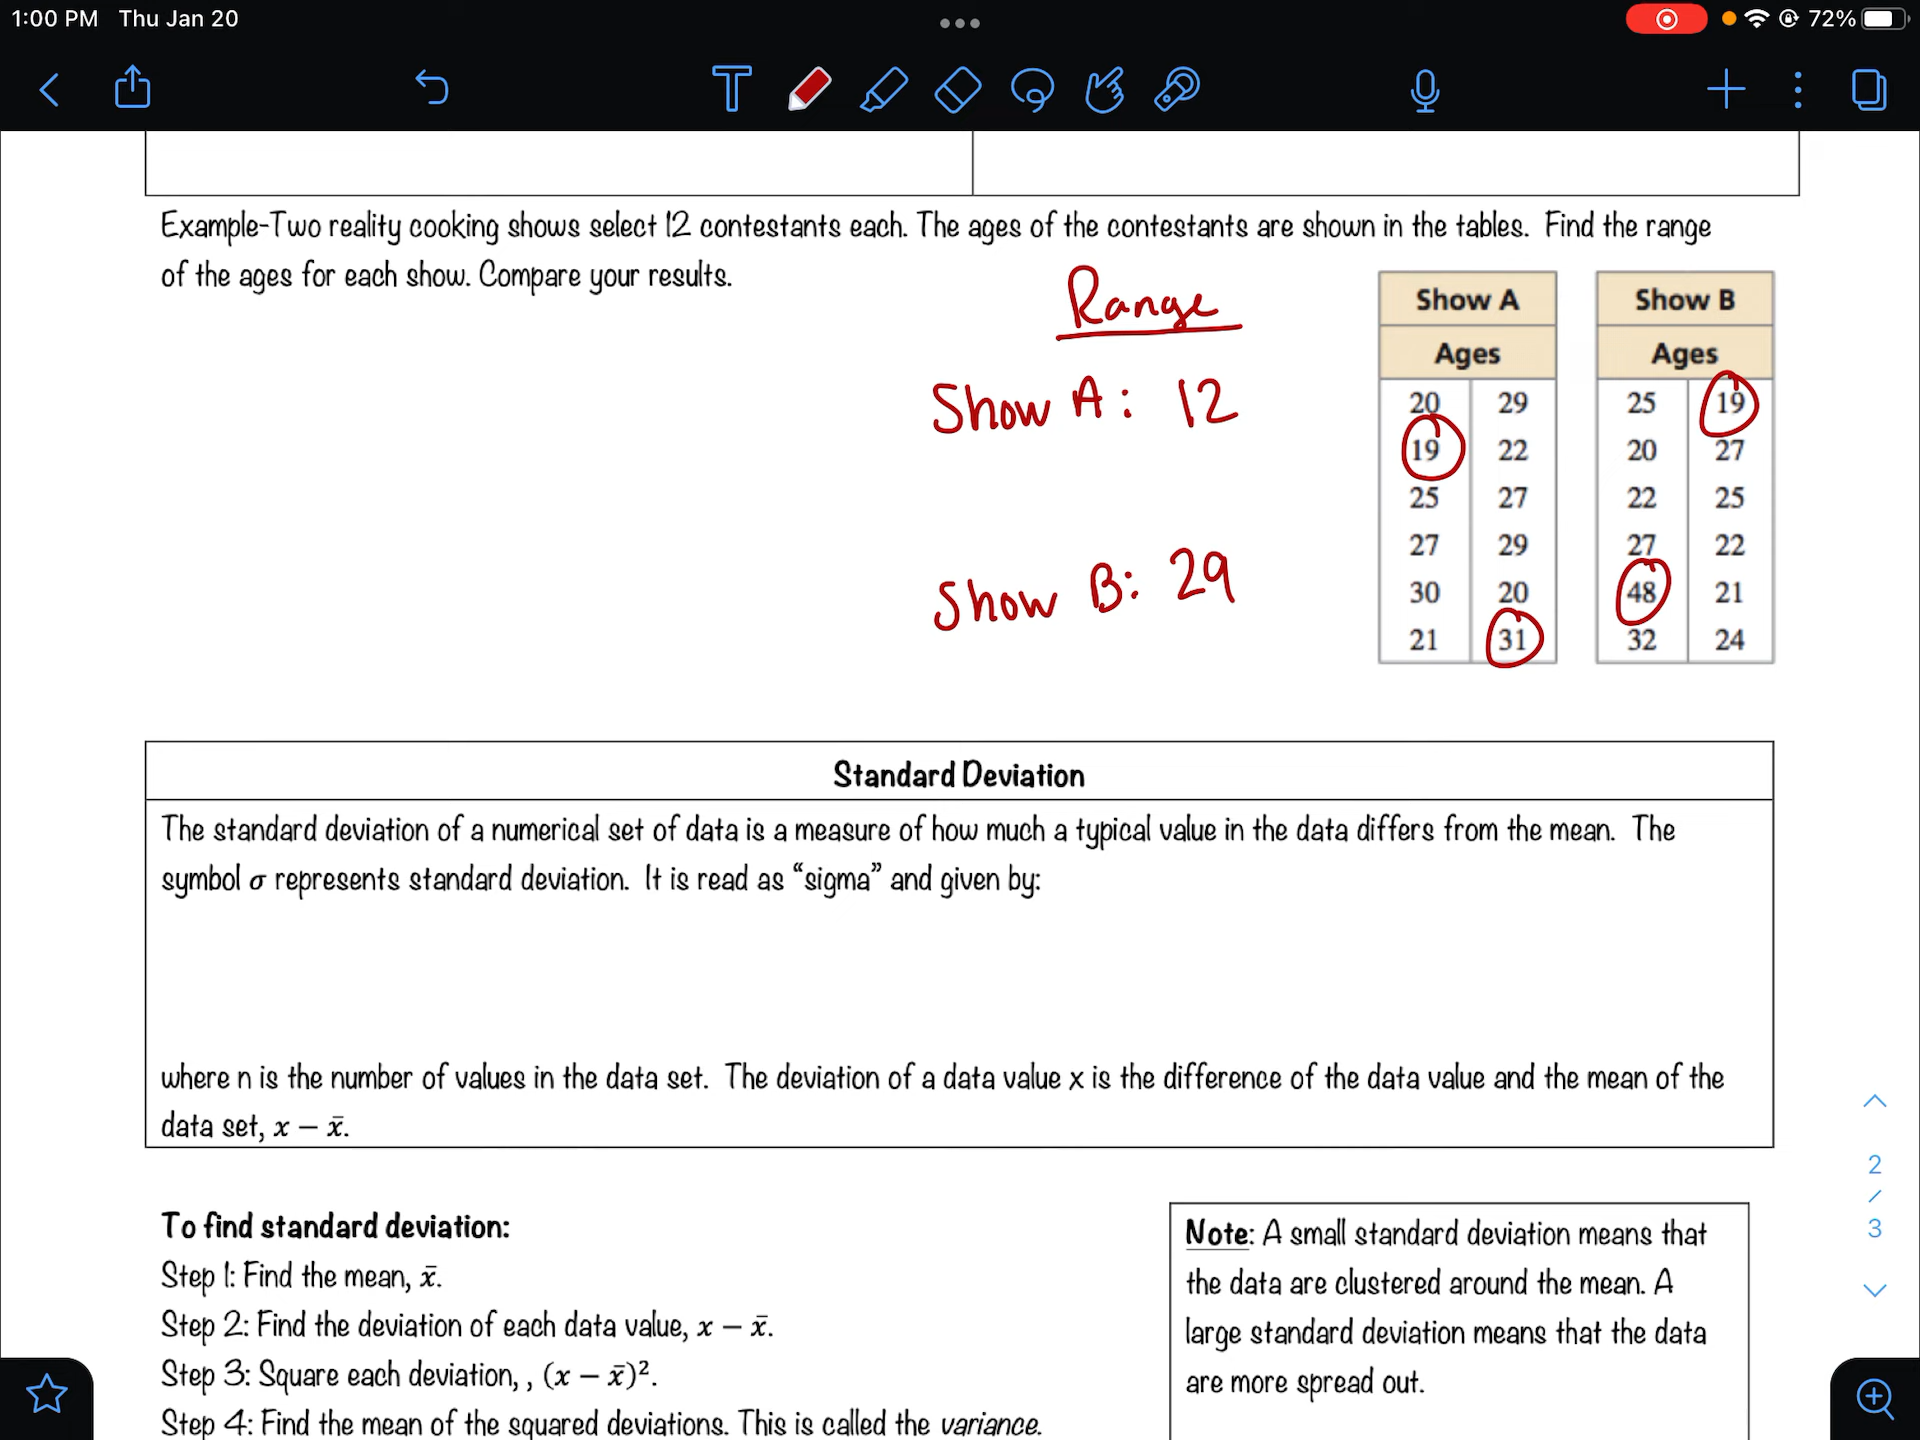 1:00 PM Thu Jan 20
72%
Example-Two reality cooking shows select 12 contestants each. The ages of the contestants are shown in the tables. Find the range
of the ages for each show. Compare your results.
Range
Show A: 12
Show B: 29
Show A
Ages
20 29
19 22
25 27
27 29
30 20
21 31
Show B
Ages
25 19
20 27
22 25
27 22
48 21
32 24
Standard Deviation
The standard deviation of a numerical set of data is a measure of how much a typical value in the data differs from the mean. The
symbol σ represents standard deviation. It is read as “sigma” and given by:
where n is the number of values in the data set. The deviation of a data value x is the difference of the data value and the mean of the
data set, x − x̄.
To find standard deviation:
Step 1: Find the mean, x̄.
Step 2: Find the deviation of each data value, x − x̄.
Step 3: Square each deviation, , (x − x̄)².
Step 4: Find the mean of the squared deviations. This is called the variance.
Note: A small standard deviation means that
the data are clustered around the mean. A
large standard deviation means that the data
are more spread out.
2
/
3